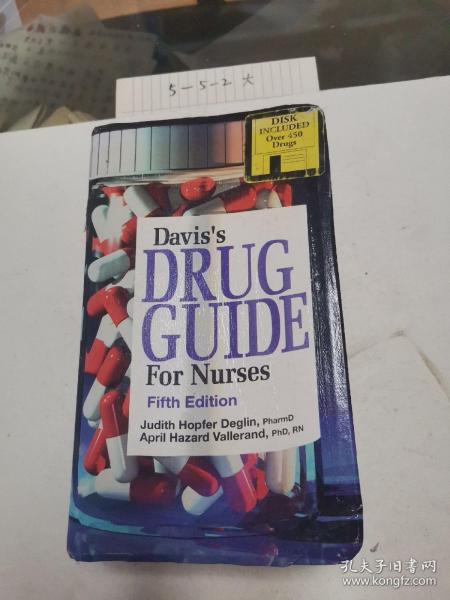 5-5-2大
DISK
INCLUDED
Over 450
Drugs
Davis's
DRUG
GUIDE
For Nurses
Fifth Edition
Judith Hopfer Deglin, PharmD
April Hazard Vallerand, PhD, RN
孔夫子旧书网
www.kongfz.com